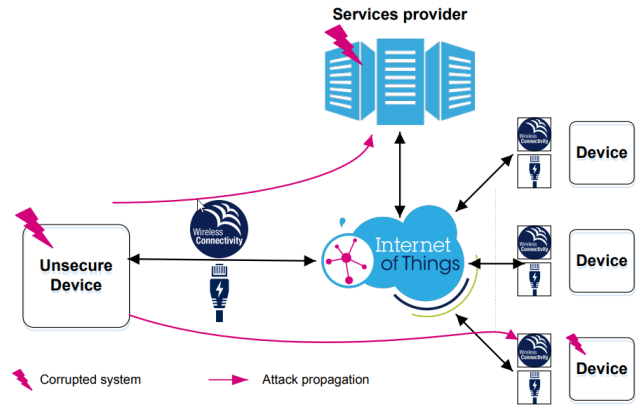 Services provider
Wireless
Connectivity
Device
Unsecure
Device
Wireless
Connectivity
Internet
of Things
Wireless
Connectivity
Device
Wireless
Connectivity
Device
Corrupted system
Attack propagation